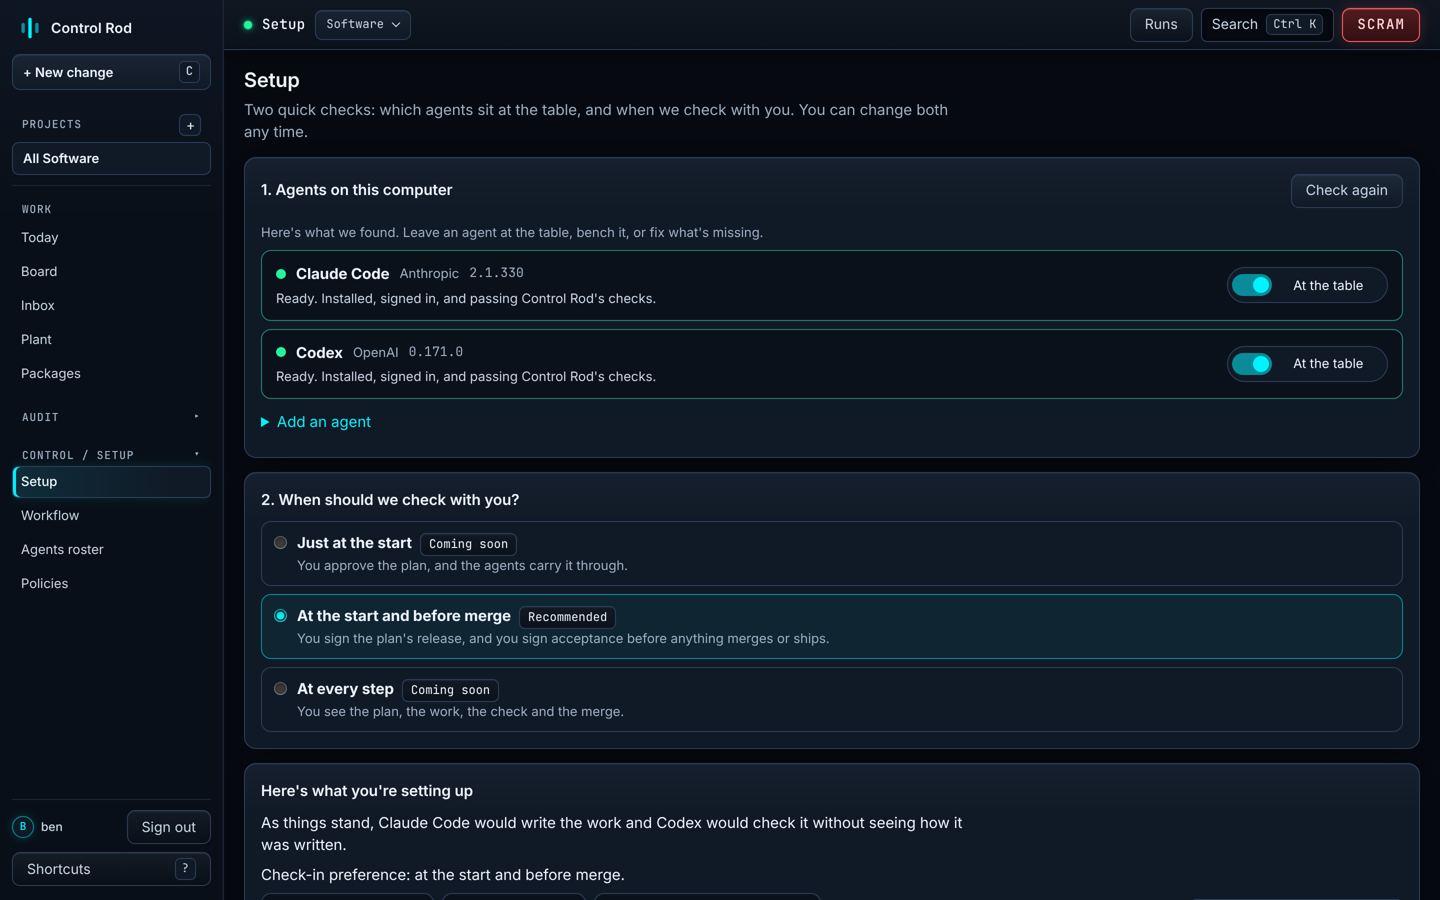 Control Rod
+ New change C
PROJECTS +
All Software
WORK
Today
Board
Inbox
Plant
Packages
AUDIT
CONTROL / SETUP
Setup
Workflow
Agents roster
Policies
B ben
Sign out
Shortcuts ?
Setup Software
Runs
Search Ctrl K
SCRAM
Setup
Two quick checks: which agents sit at the table, and when we check with you. You can change both
any time.
1. Agents on this computer
Check again
Here's what we found. Leave an agent at the table, bench it, or fix what's missing.
Claude Code Anthropic 2.1.330
Ready. Installed, signed in, and passing Control Rod's checks.
At the table
Codex OpenAI 0.171.0
Ready. Installed, signed in, and passing Control Rod's checks.
At the table
Add an agent
2. When should we check with you?
Just at the start Coming soon
You approve the plan, and the agents carry it through.
At the start and before merge Recommended
You sign the plan's release, and you sign acceptance before anything merges or ships.
At every step Coming soon
You see the plan, the work, the check and the merge.
Here's what you're setting up
As things stand, Claude Code would write the work and Codex would check it without seeing how it
was written.
Check-in preference: at the start and before merge.